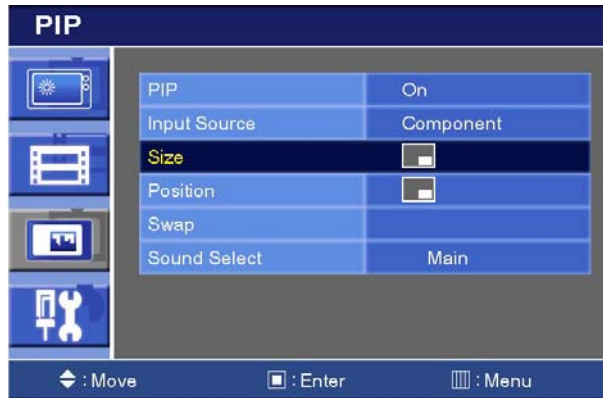 PIP
PIP On
Input Source Component
Size
Position
Swap
Sound Select Main
: Move : Enter : Menu